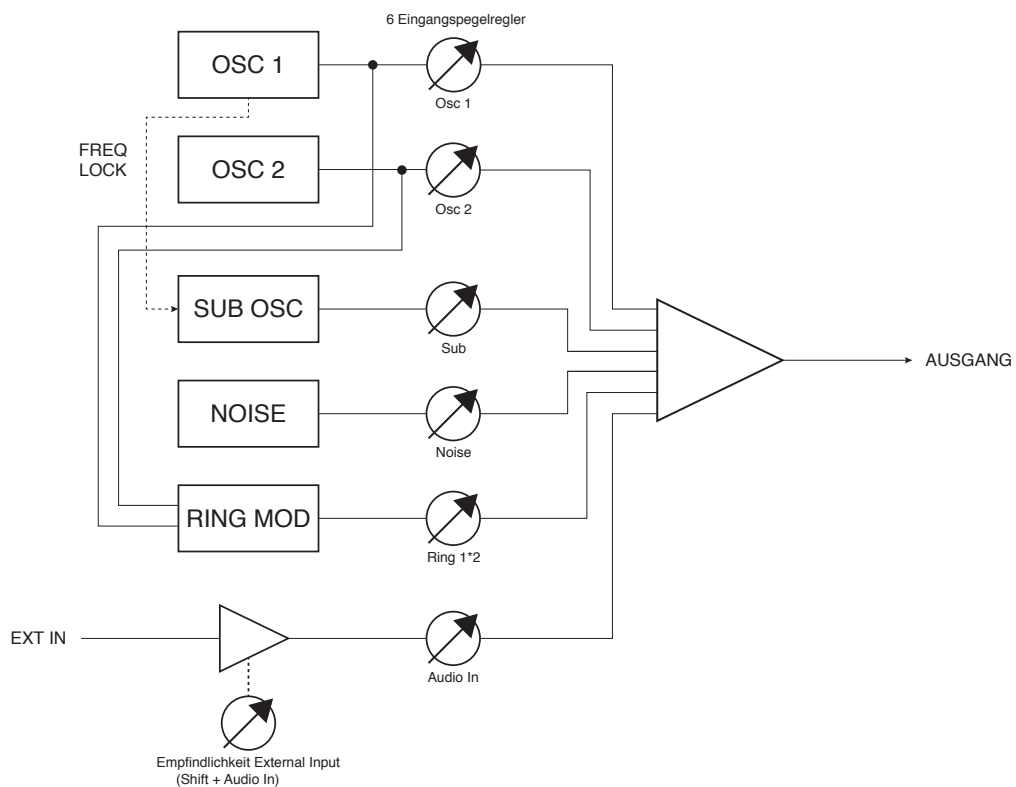 6 Eingangspegelregler
OSC 1
Osc 1
FREQ
LOCK
OSC 2
Osc 2
SUB OSC
Sub
AUSGANG
NOISE
Noise
RING MOD
Ring 1*2
EXT IN
Audio In
Empfindlichkeit External Input
(Shift + Audio In)